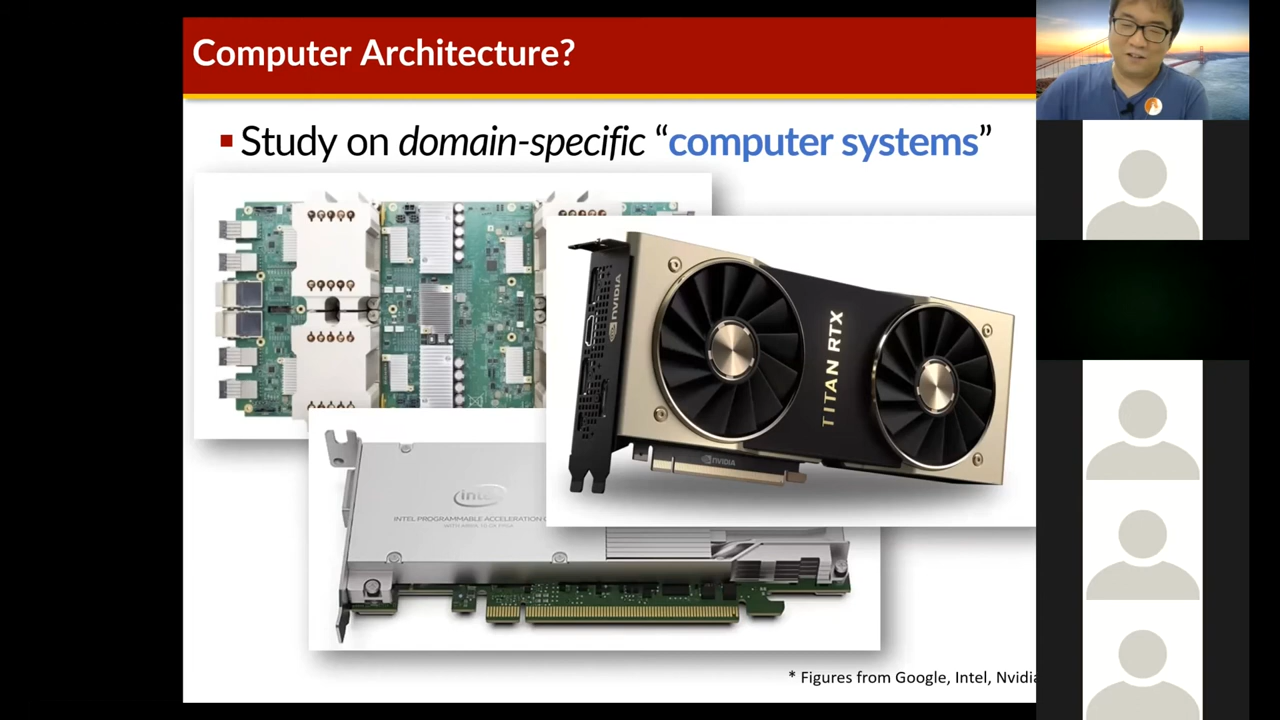 Computer Architecture?
▪ Study on domain-specific “computer systems”
NVIDIA
TITAN RTX
NVIDIA
intel
INTEL PROGRAMMABLE ACCELERATION
* Figures from Google, Intel, Nvidia